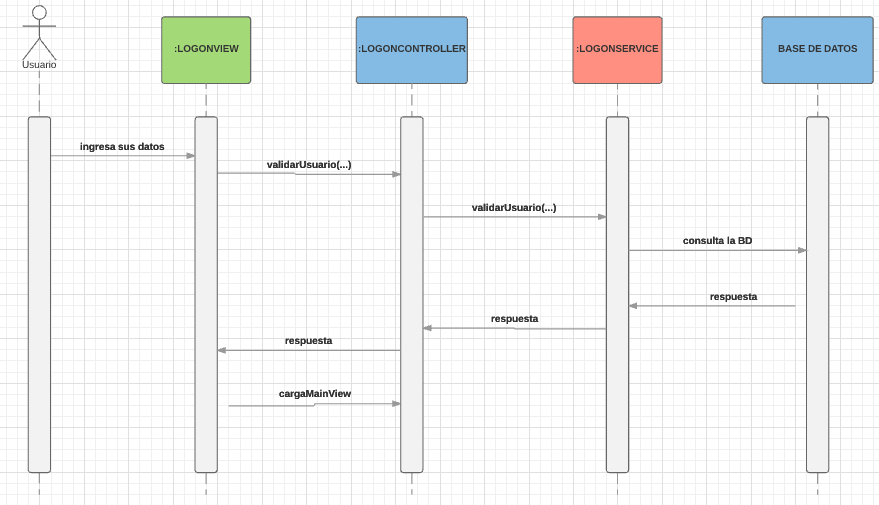 :LOGONVIEW
:LOGONCONTROLLER
:LOGONSERVICE
BASE DE DATOS
Usuario
ingresa sus datos
validarUsuario(...)
validarUsuario(...)
consulta la BD
respuesta
respuesta
respuesta
cargaMainView